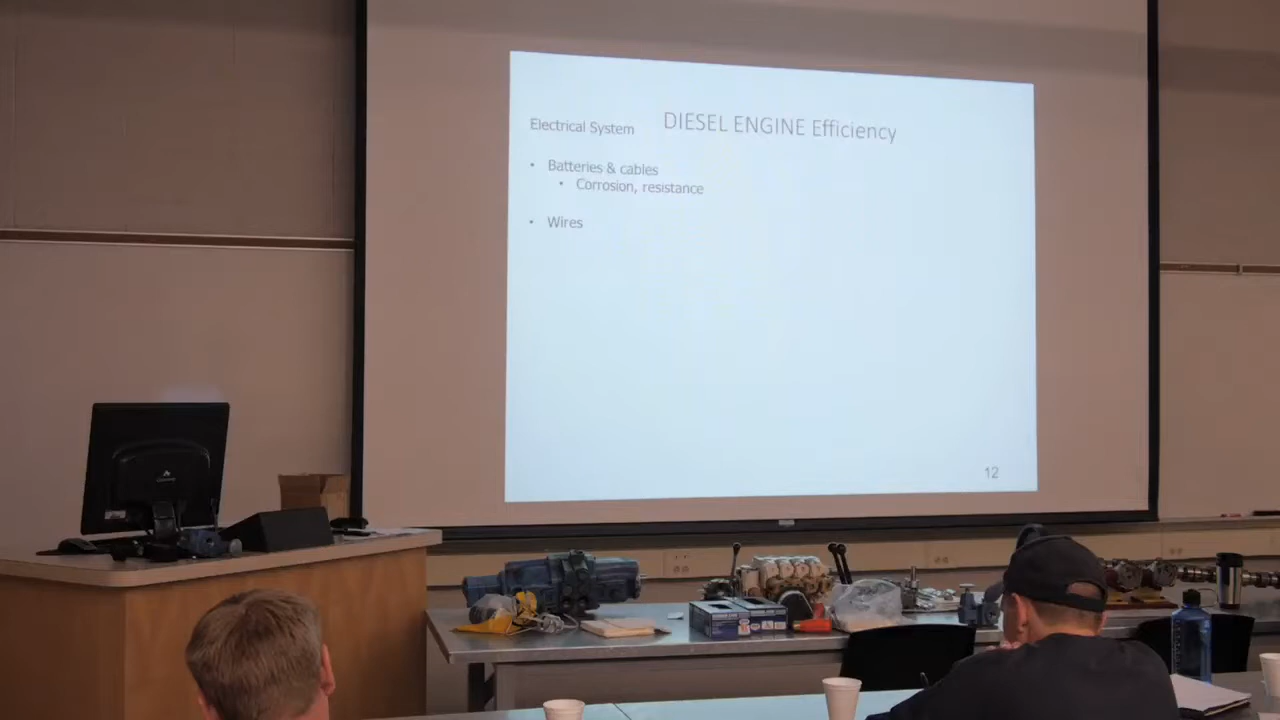 DIESEL ENGINE Efficiency
Electrical System
• Batteries & cables
• Corrosion, resistance
• Wires
12